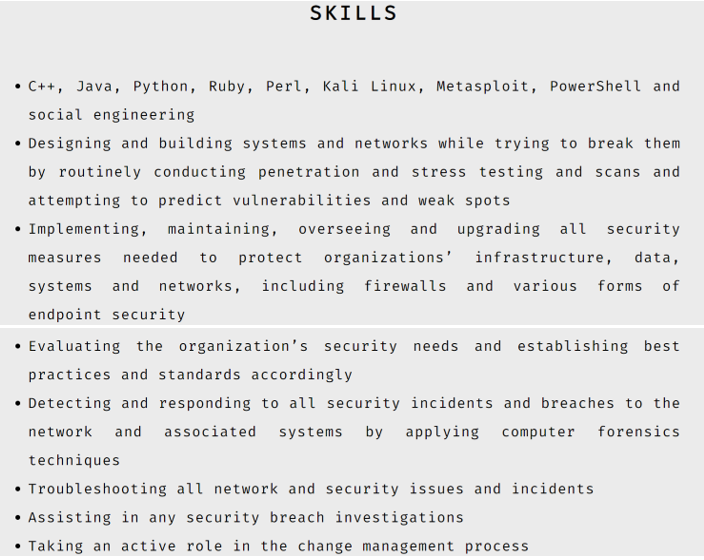 SKILLS
• C++, Java, Python, Ruby, Perl, Kali Linux, Metasploit, PowerShell and
social engineering
• Designing and building systems and networks while trying to break them
by routinely conducting penetration and stress testing and scans and
attempting to predict vulnerabilities and weak spots
• Implementing, maintaining, overseeing and upgrading all security
measures needed to protect organizations’ infrastructure, data,
systems and networks, including firewalls and various forms of
endpoint security
• Evaluating the organization’s security needs and establishing best
practices and standards accordingly
• Detecting and responding to all security incidents and breaches to the
network and associated systems by applying computer forensics
techniques
• Troubleshooting all network and security issues and incidents
• Assisting in any security breach investigations
• Taking an active role in the change management process